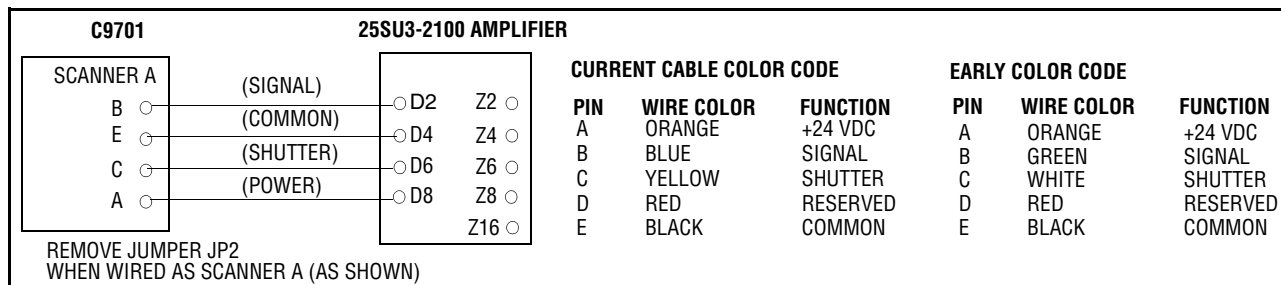 C9701 25SU3-2100 AMPLIFIER
SCANNER A
B (SIGNAL) D2 Z2
E (COMMON) D4 Z4
C (SHUTTER) D6 Z6
A (POWER) D8 Z8
Z16
REMOVE JUMPER JP2
WHEN WIRED AS SCANNER A (AS SHOWN)
CURRENT CABLE COLOR CODE
PIN WIRE COLOR FUNCTION
A ORANGE +24 VDC
B BLUE SIGNAL
C YELLOW SHUTTER
D RED RESERVED
E BLACK COMMON
EARLY COLOR CODE
PIN WIRE COLOR FUNCTION
A ORANGE +24 VDC
B GREEN SIGNAL
C WHITE SHUTTER
D RED RESERVED
E BLACK COMMON